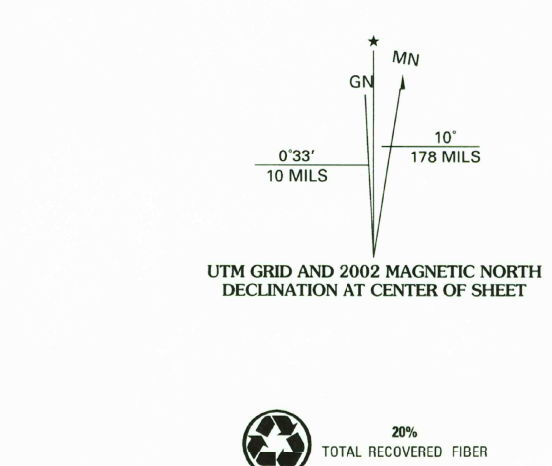 ★
MN
GN
0°33′
10 MILS
10°
178 MILS
UTM GRID AND 2002 MAGNETIC NORTH
DECLINATION AT CENTER OF SHEET
20%
TOTAL RECOVERED FIBER